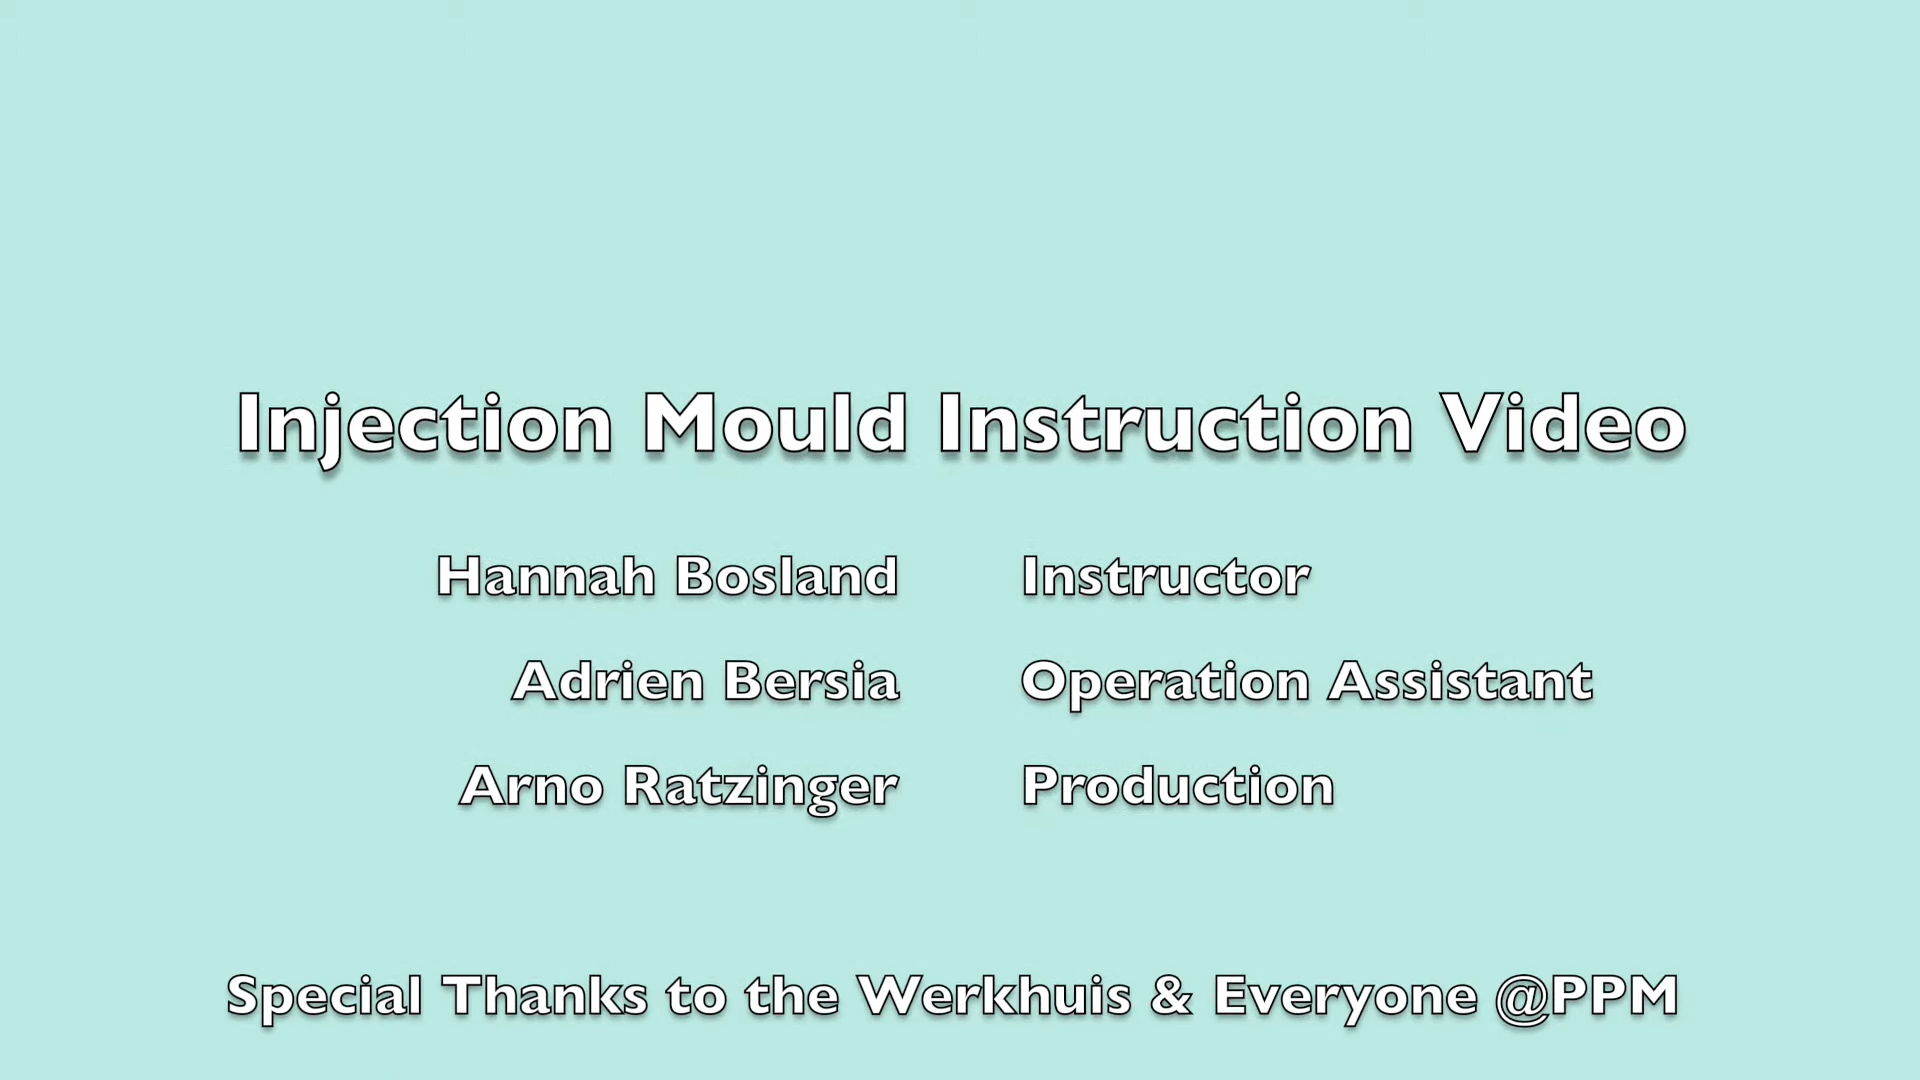 Injection Mould Instruction Video
Hannah Bosland Instructor
Adrien Bersia Operation Assistant
Arno Ratzinger Production
Special Thanks to the Werkhuis & Everyone @PPM